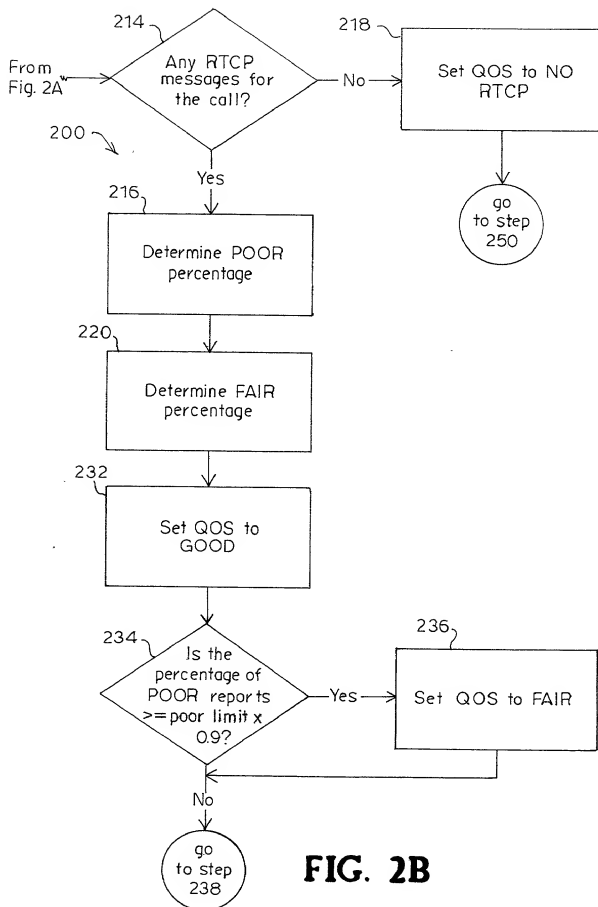 214
218
From
Fig. 2A
Any RTCP
messages for
the call?
No
Set QOS to NO
RTCP
200
Yes
go
to step
250
216
Determine POOR
percentage
220
Determine FAIR
percentage
232
Set QOS to
GOOD
234
Is the
percentage of
POOR reports
>= poor limit x
0.9?
Yes
236
Set QOS to FAIR
No
go
to step
238
FIG. 2B